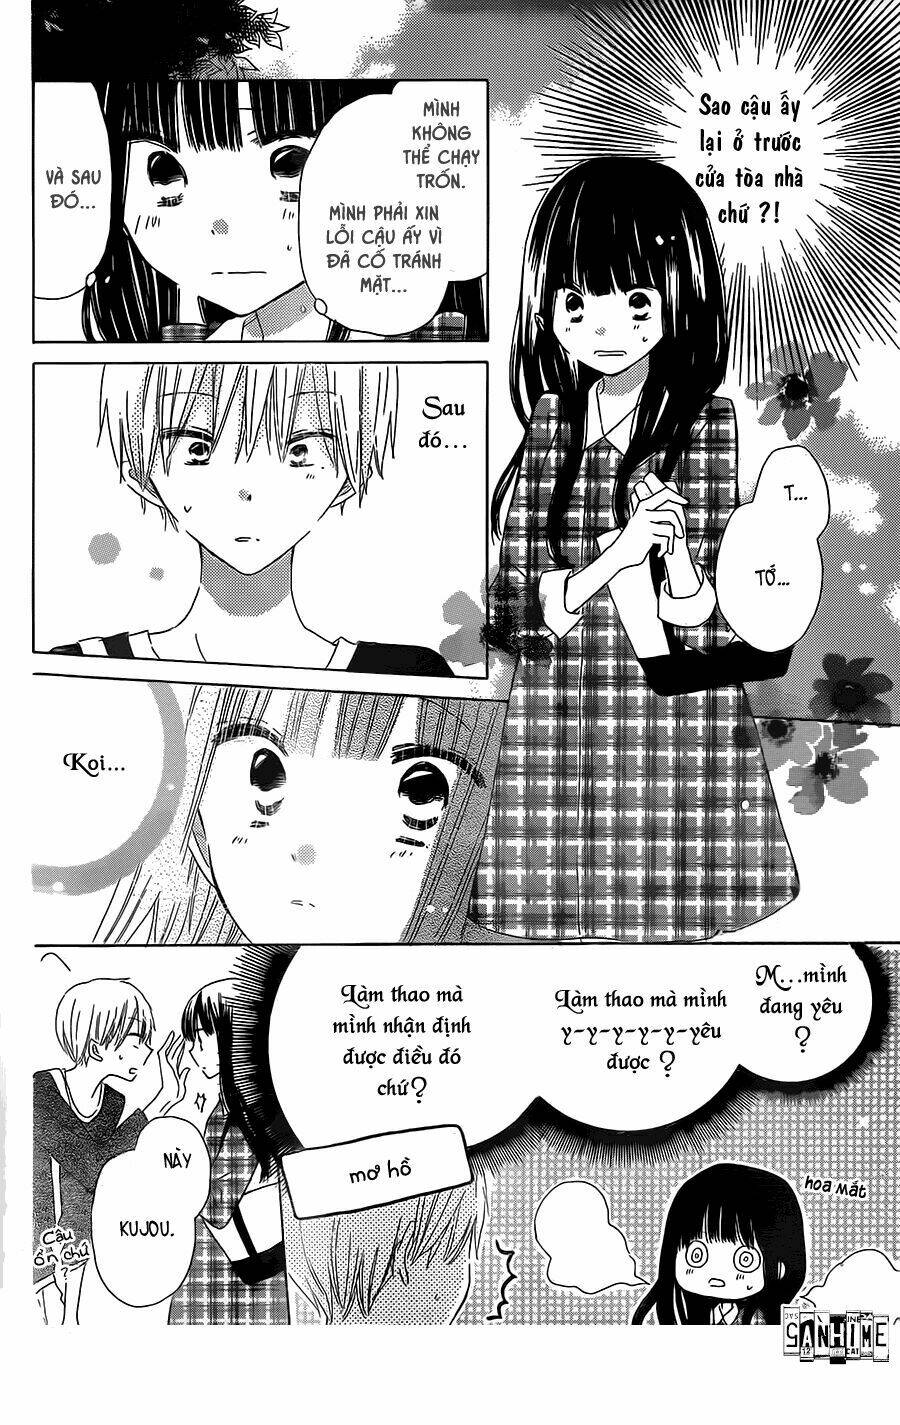 Sao cậu ấy
lại ở trước
cửa tòa nhà
chứ ?!
T...
TỚ...
MÌNH
KHÔNG
THỂ CHẠY
TRỐN.
MÌNH PHẢI XIN
LỖI CẬU ẤY VÌ
ĐÃ CỐ TRÁNH
MẶT...
VÀ SAU
ĐÓ...
Sau
đó...
Koi...
M...mình
đang yêu
?
Làm thao mà mình
y-y-y-y-y-yêu
được ?
Làm thao mà
mình nhận định
được điều đó
chứ?
hoa mắt
mơ hồ
NÀY
KUJOU.
Cậu
ổn chứ
?
SANHIME